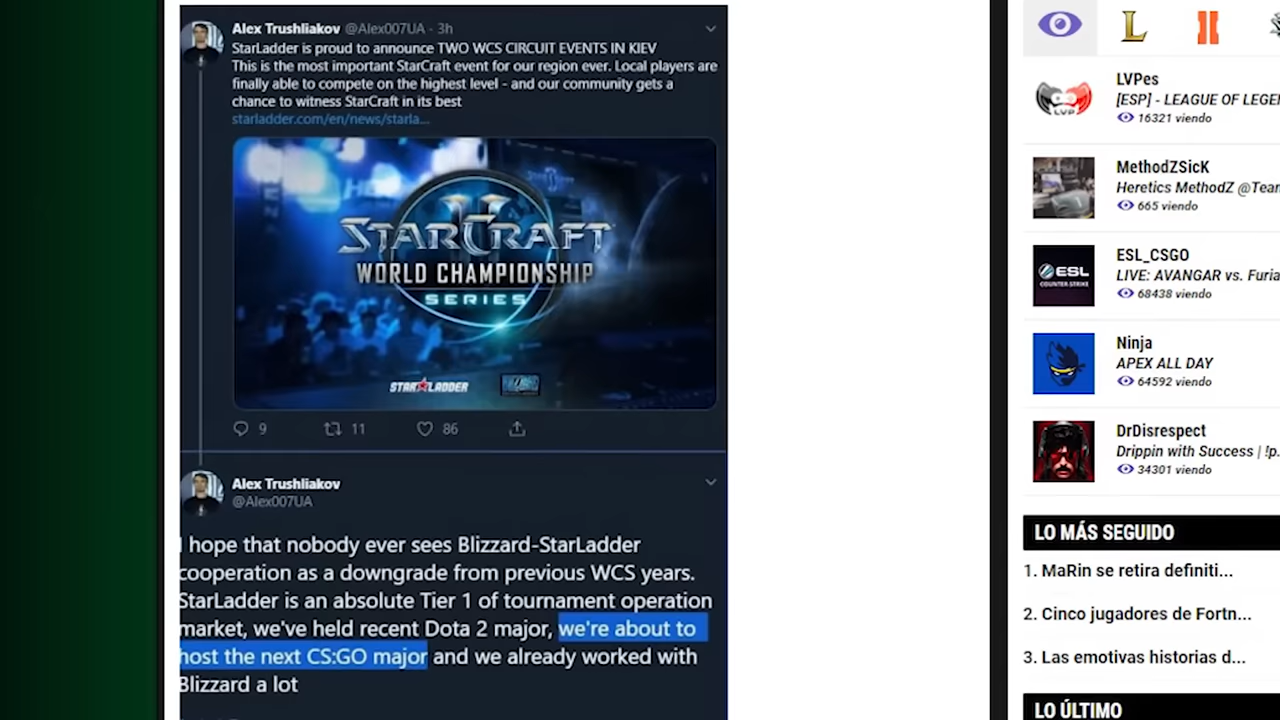 Alex Trushliakov @Alex007UA · 3h
StarLadder is proud to announce TWO WCS CIRCUIT EVENTS IN KIEV
This is the most important StarCraft event for our region ever. Local players are
finally able to compete on the highest level - and our community gets a
chance to witness StarCraft in its best
starladder.com/en/news/starla...
STARCRAFT
II
WORLD CHAMPIONSHIP
SERIES
STARLADDER
9 11 86
Alex Trushliakov
@Alex007UA
I hope that nobody ever sees Blizzard-StarLadder
cooperation as a downgrade from previous WCS years.
StarLadder is an absolute Tier 1 of tournament operation
market, we've held recent Dota 2 major, we're about to
host the next CS:GO major and we already worked with
Blizzard a lot
L
II
LVPes
[ESP] - LEAGUE OF LEGE
16321 viendo
LVP
MethodZSicK
Heretics MethodZ @Tea
665 viendo
ESL_CSGO
LIVE: AVANGAR vs. Furia
68438 viendo
ESL
COUNTER STRIKE
Ninja
APEX ALL DAY
64592 viendo
DrDisrespect
Drippin with Success | !p.
34301 viendo
LO MÁS SEGUIDO
1. MaRin se retira definiti...
2. Cinco jugadores de Fortn...
3. Las emotivas historias d...
LO ÚLTIMO